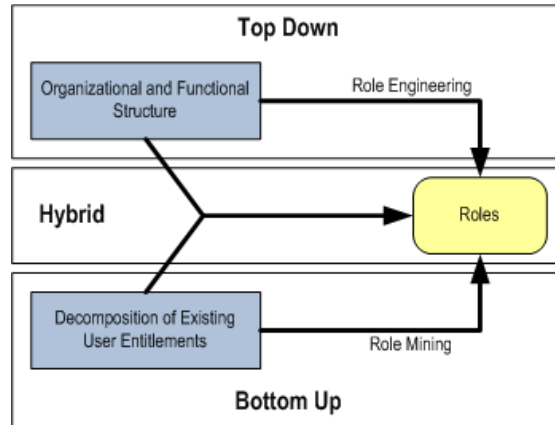 Top Down
Organizational and Functional
Structure
Role Engineering
Hybrid
Roles
Decomposition of Existing
User Entitlements
Role Mining
Bottom Up